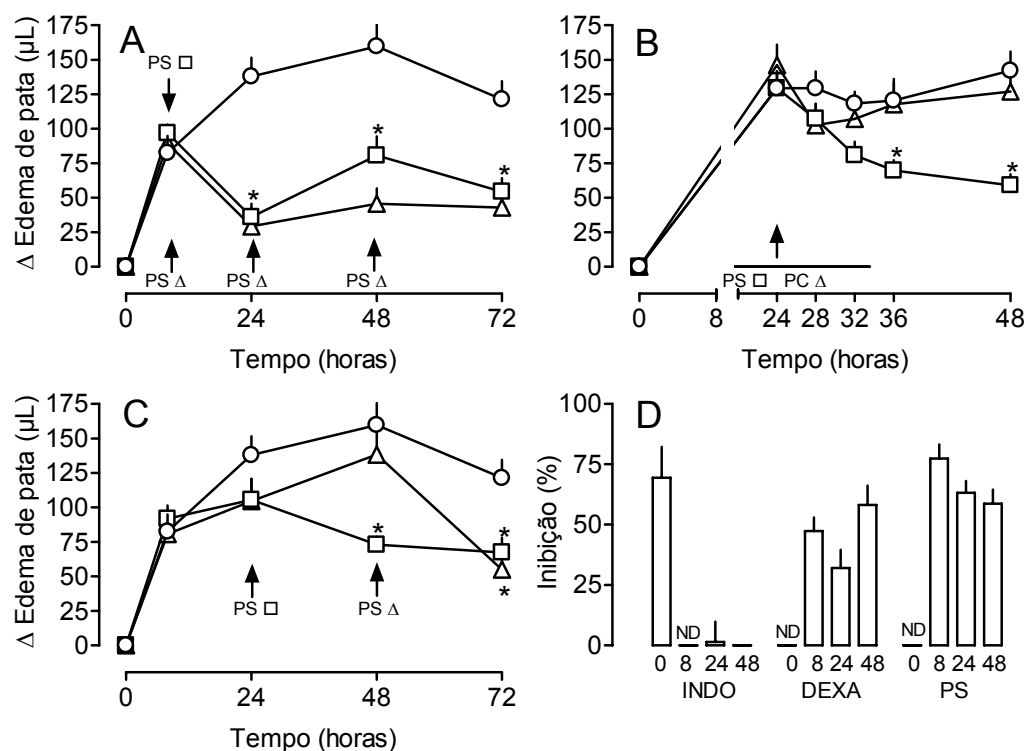 A
Δ Edema de pata (µL)
175
150
125
100
75
50
25
0
PS □
*
*
*
PS Δ
PS Δ
PS Δ
0
24
48
72
Tempo (horas)
B
175
150
125
100
75
50
25
0
*
*
PS □
PC Δ
0
8
24
28
32
36
48
Tempo (horas)
C
Δ Edema de pata (µL)
175
150
125
100
75
50
25
0
*
*
*
PS □
PS Δ
0
24
48
72
Tempo (horas)
D
Inibição (%)
100
75
50
25
0
ND
ND
ND
0 8 24 48
0 8 24 48
0 8 24 48
INDO
DEXA
PS